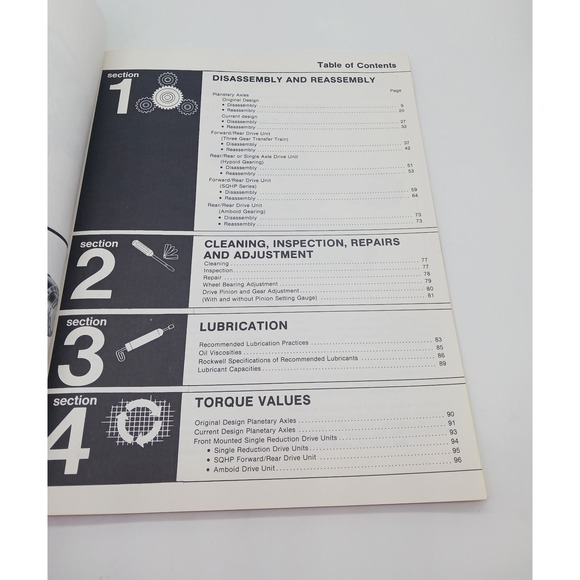 Table of Contents
section
1
DISASSEMBLY AND REASSEMBLY
Page
Planetary Axles
Original Design
• Disassembly 9
• Reassembly 20
Current design
• Disassembly 27
• Reassembly 32
Forward/Rear Drive Unit
(Three Gear Transfer Train)
• Disassembly 37
• Reassembly 42
Rear/Rear or Single Axle Drive Unit
(Hypoid Gearing)
• Disassembly 51
• Reassembly 53
Forward/Rear Drive Unit
(SQHP Series)
• Disassembly 59
• Reassembly 64
Rear/Rear Drive Unit
(Amboid Gearing)
• Disassembly 73
• Reassembly 73
section
2
CLEANING, INSPECTION, REPAIRS
AND ADJUSTMENT
Cleaning 77
Inspection 77
Repair 78
Wheel Bearing Adjustment 79
Drive Pinion and Gear Adjustment 80
(With and without Pinion Setting Gauge) 81
section
3
LUBRICATION
Recommended Lubrication Practices 83
Oil Viscosities 85
Rockwell Specifications of Recommended Lubricants 86
Lubricant Capacities 89
section
4
TORQUE VALUES
Original Design Planetary Axles 90
Current Design Planetary Axles 91
Front Mounted Single Reduction Drive Units 93
• Single Reduction Drive Units 94
• SQHP Forward/Rear Drive Unit 95
• Amboid Drive Unit 96